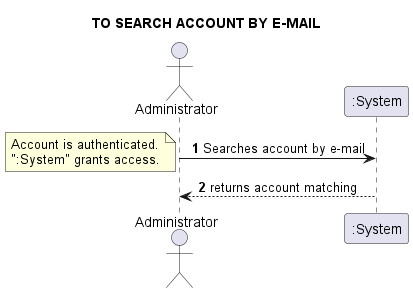 TO SEARCH ACCOUNT BY E-MAIL
Administrator
:System
Account is authenticated.
":System" grants access.
1 Searches account by e-mail
2 returns account matching
Administrator
:System